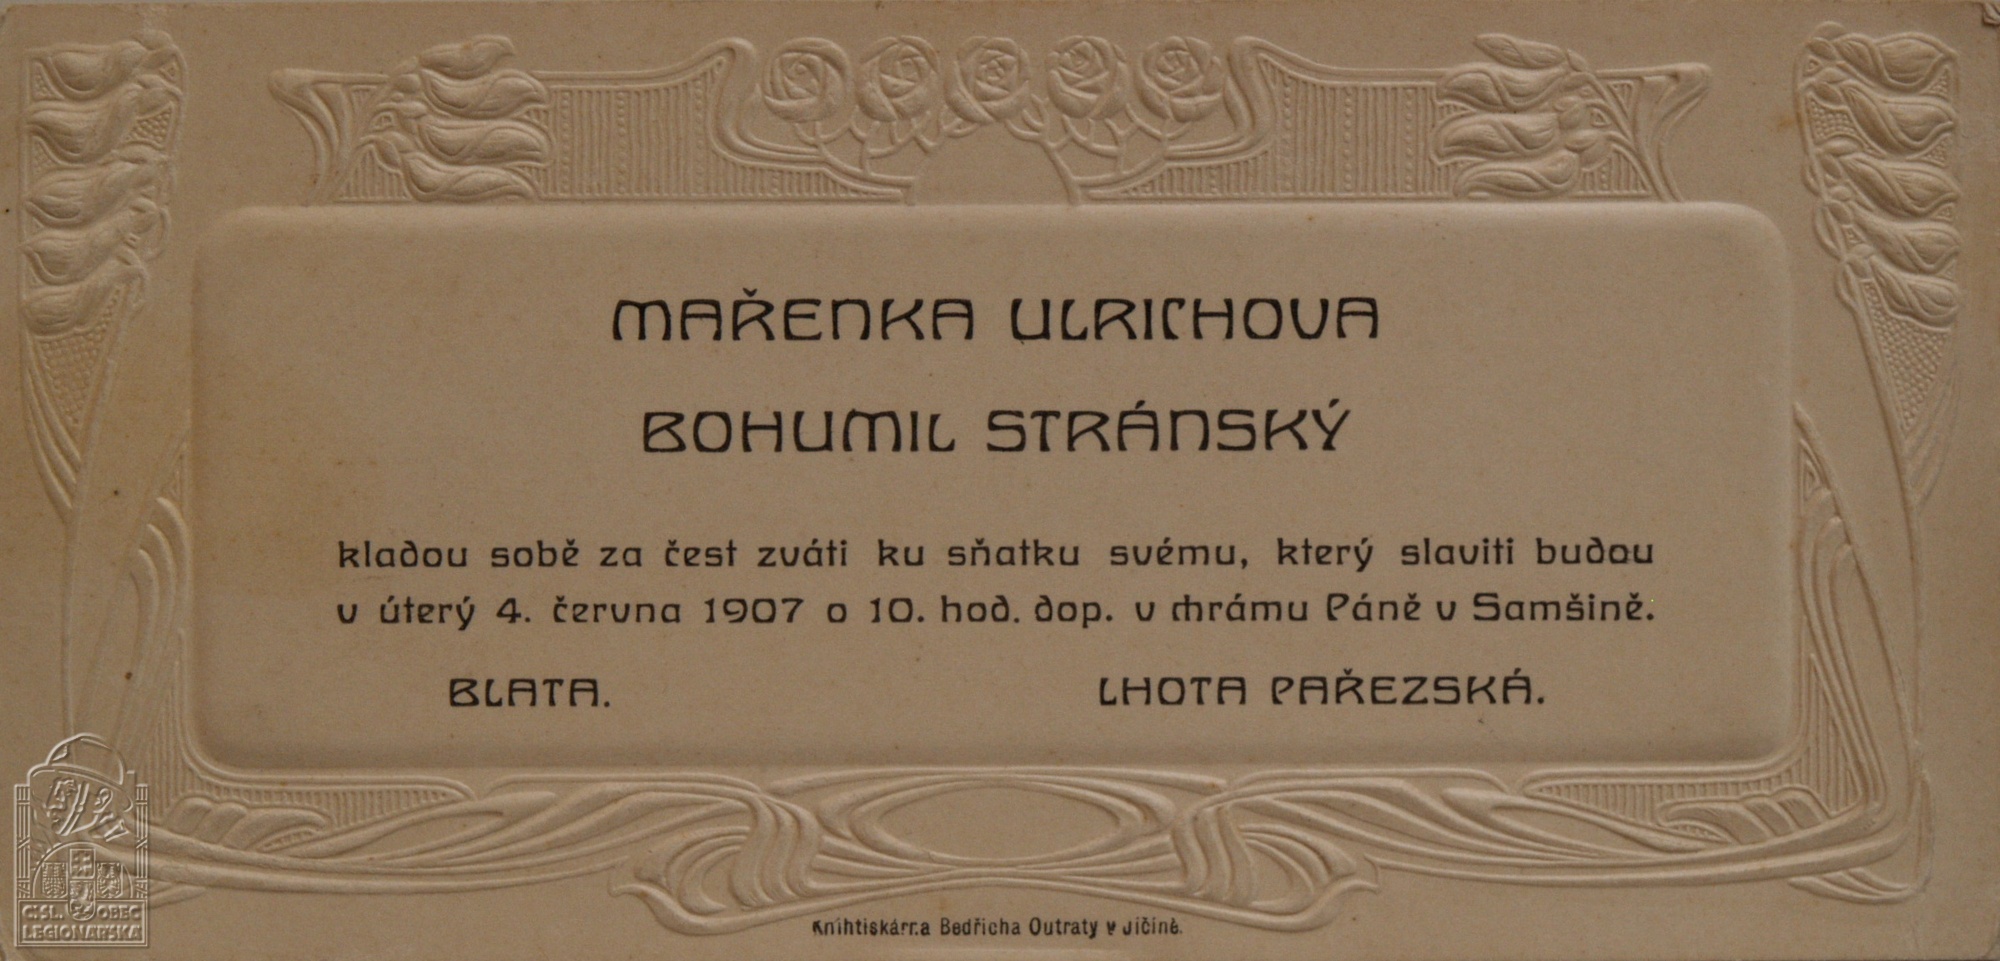 MAŘENKA ULRICHOVA
BOHUMIL STRÁNSKÝ
kladou sobě za čest zváti ku sňatku svému, který slaviti budou
v úterý 4. června 1907 o 10. hod. dop. v chrámu Páně v Samšině.
BLATA. LHOTA PAŘEZSKÁ.
Knihtiskárna Bedřicha Outraty v Jičíně.
ČSL. OBEC
LEGIONÁŘSKÁ